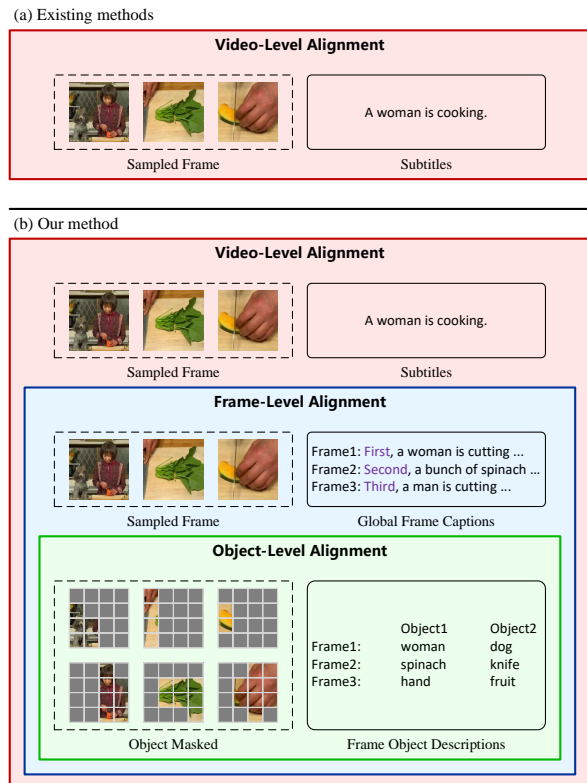 (a) Existing methods
Video-Level Alignment
A woman is cooking.
Sampled Frame Subtitles
(b) Our method
Video-Level Alignment
A woman is cooking.
Sampled Frame Subtitles
Frame-Level Alignment
Frame1: First, a woman is cutting ...
Frame2: Second, a bunch of spinach ...
Frame3: Third, a man is cutting ...
Sampled Frame Global Frame Captions
Object-Level Alignment
Object1 Object2
Frame1: woman dog
Frame2: spinach knife
Frame3: hand fruit
Object Masked Frame Object Descriptions